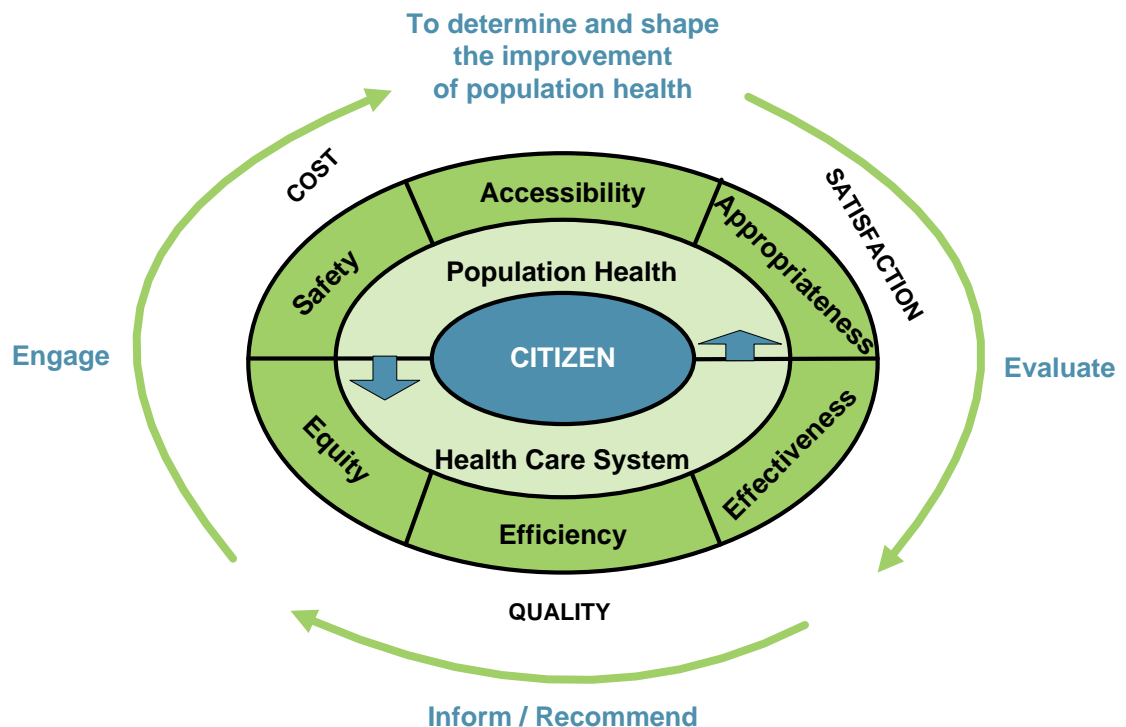 To determine and shape
the improvement
of population health
COST
SATISFACTION
Accessibility
Safety
Appropriateness
Population Health
Engage
CITIZEN
Evaluate
Equity
Health Care System
Effectiveness
Efficiency
QUALITY
Inform / Recommend